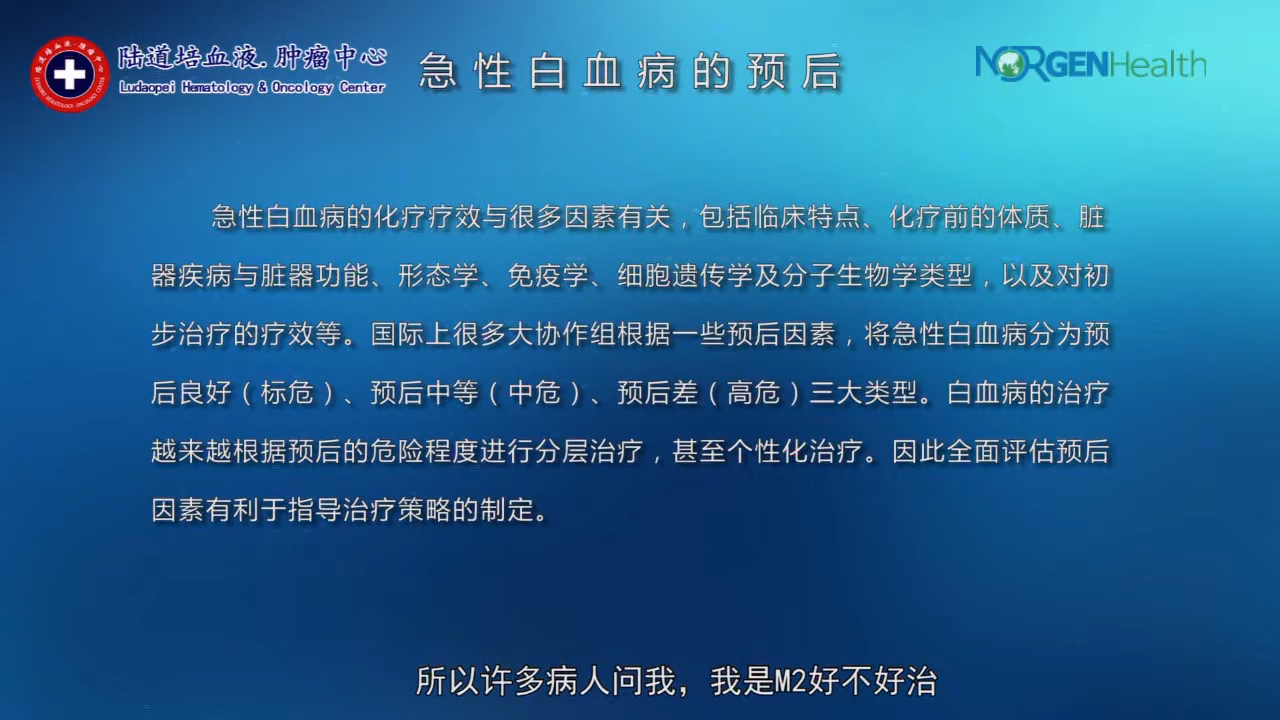 陆道培血液.肿瘤中心
Ludaopei Hematology & Oncology Center
急性白血病的预后
NORGENHealth
急性白血病的化疗疗效与很多因素有关，包括临床特点、化疗前的体质、脏
器疾病与脏器功能、形态学、免疫学、细胞遗传学及分子生物学类型，以及对初
步治疗的疗效等。国际上很多大协作组根据一些预后因素，将急性白血病分为预
后良好（标危）、预后中等（中危）、预后差（高危）三大类型。白血病的治疗
越来越根据预后的危险程度进行分层治疗，甚至个性化治疗。因此全面评估预后
因素有利于指导治疗策略的制定。
所以许多病人问我，我是M2好不好治